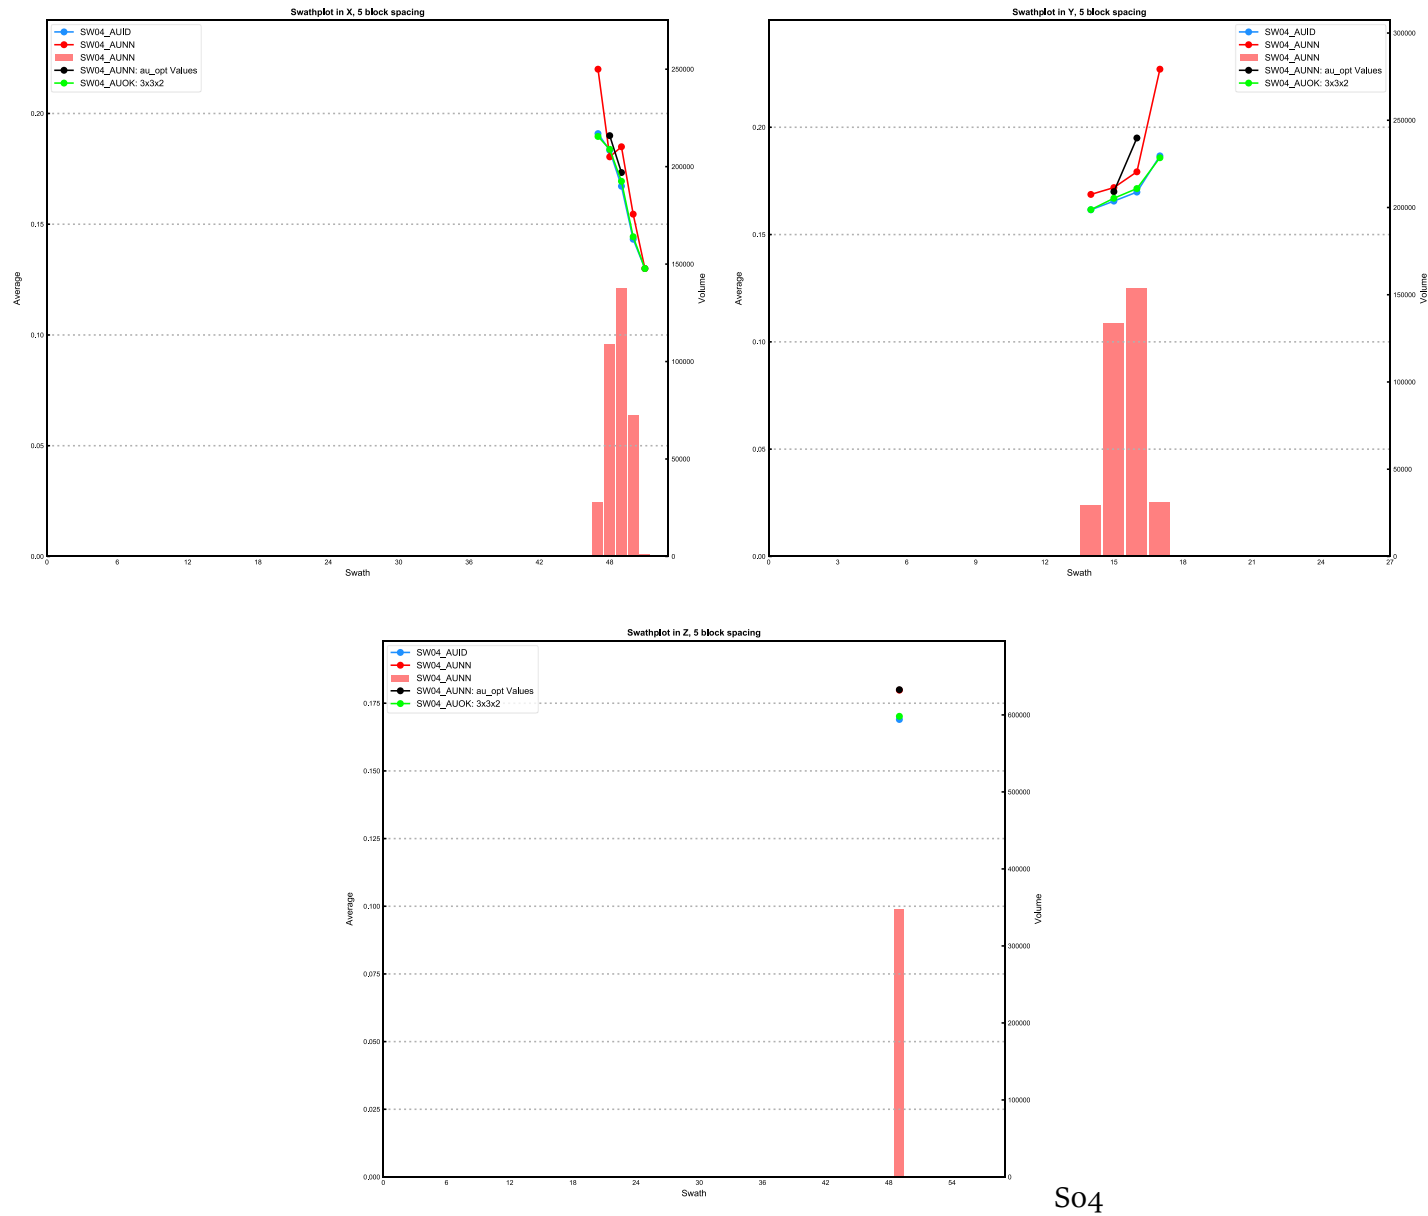 Swathplot in X, 5 block spacing
SW04_AUID
SW04_AUNN
SW04_AUNN
SW04_AUNN: au_opt Values
SW04_AUOK: 3x3x2
0.20
0.15
0.10
0.05
0.00
Average
250000
200000
150000
100000
50000
0
Volume
0 6 12 18 24 30 36 42 48
Swath
Swathplot in Y, 5 block spacing
SW04_AUID
SW04_AUNN
SW04_AUNN
SW04_AUNN: au_opt Values
SW04_AUOK: 3x3x2
0.20
0.15
0.10
0.05
0.00
Average
300000
250000
200000
150000
100000
50000
0
Volume
0 3 6 9 12 15 18 21 24 27
Swath
Swathplot in Z, 5 block spacing
SW04_AUID
SW04_AUNN
SW04_AUNN
SW04_AUNN: au_opt Values
SW04_AUOK: 3x3x2
0.175
0.150
0.125
0.100
0.075
0.050
0.025
0.000
Average
600000
500000
400000
300000
200000
100000
0
Volume
0 6 12 18 24 30 36 42 48 54
Swath
S04